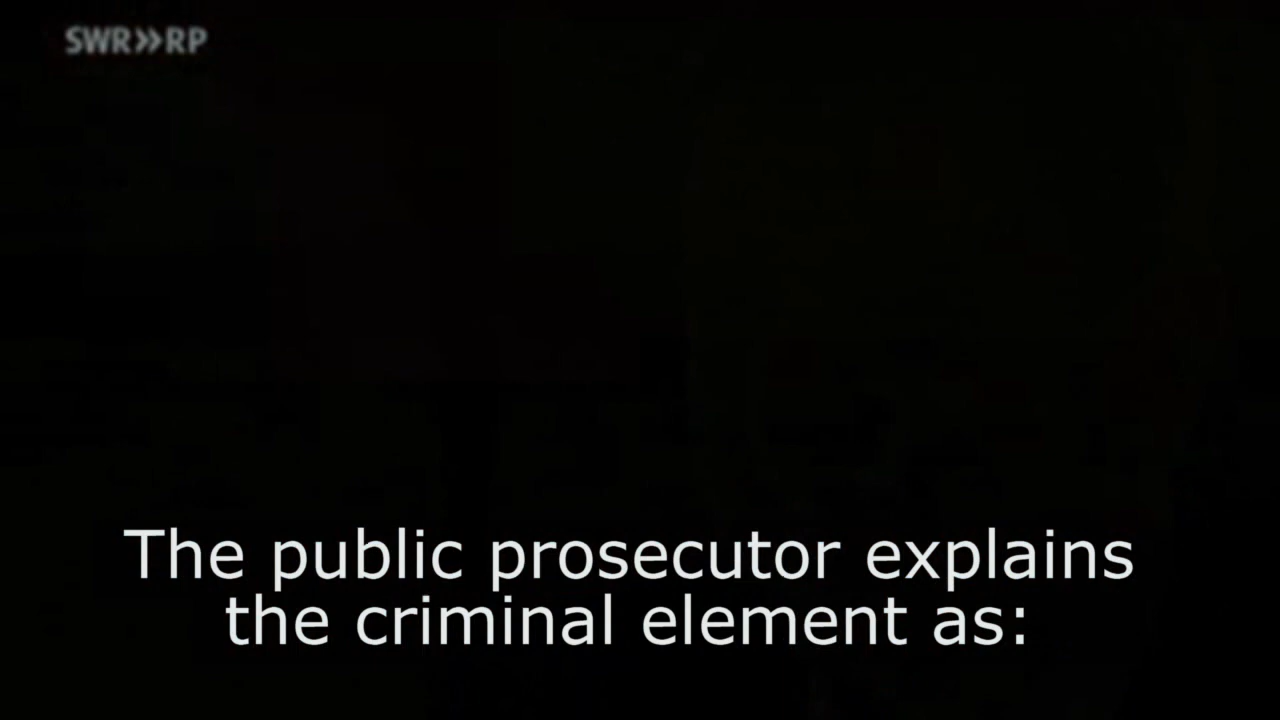 SWR»RP
The public prosecutor explains
the criminal element as: